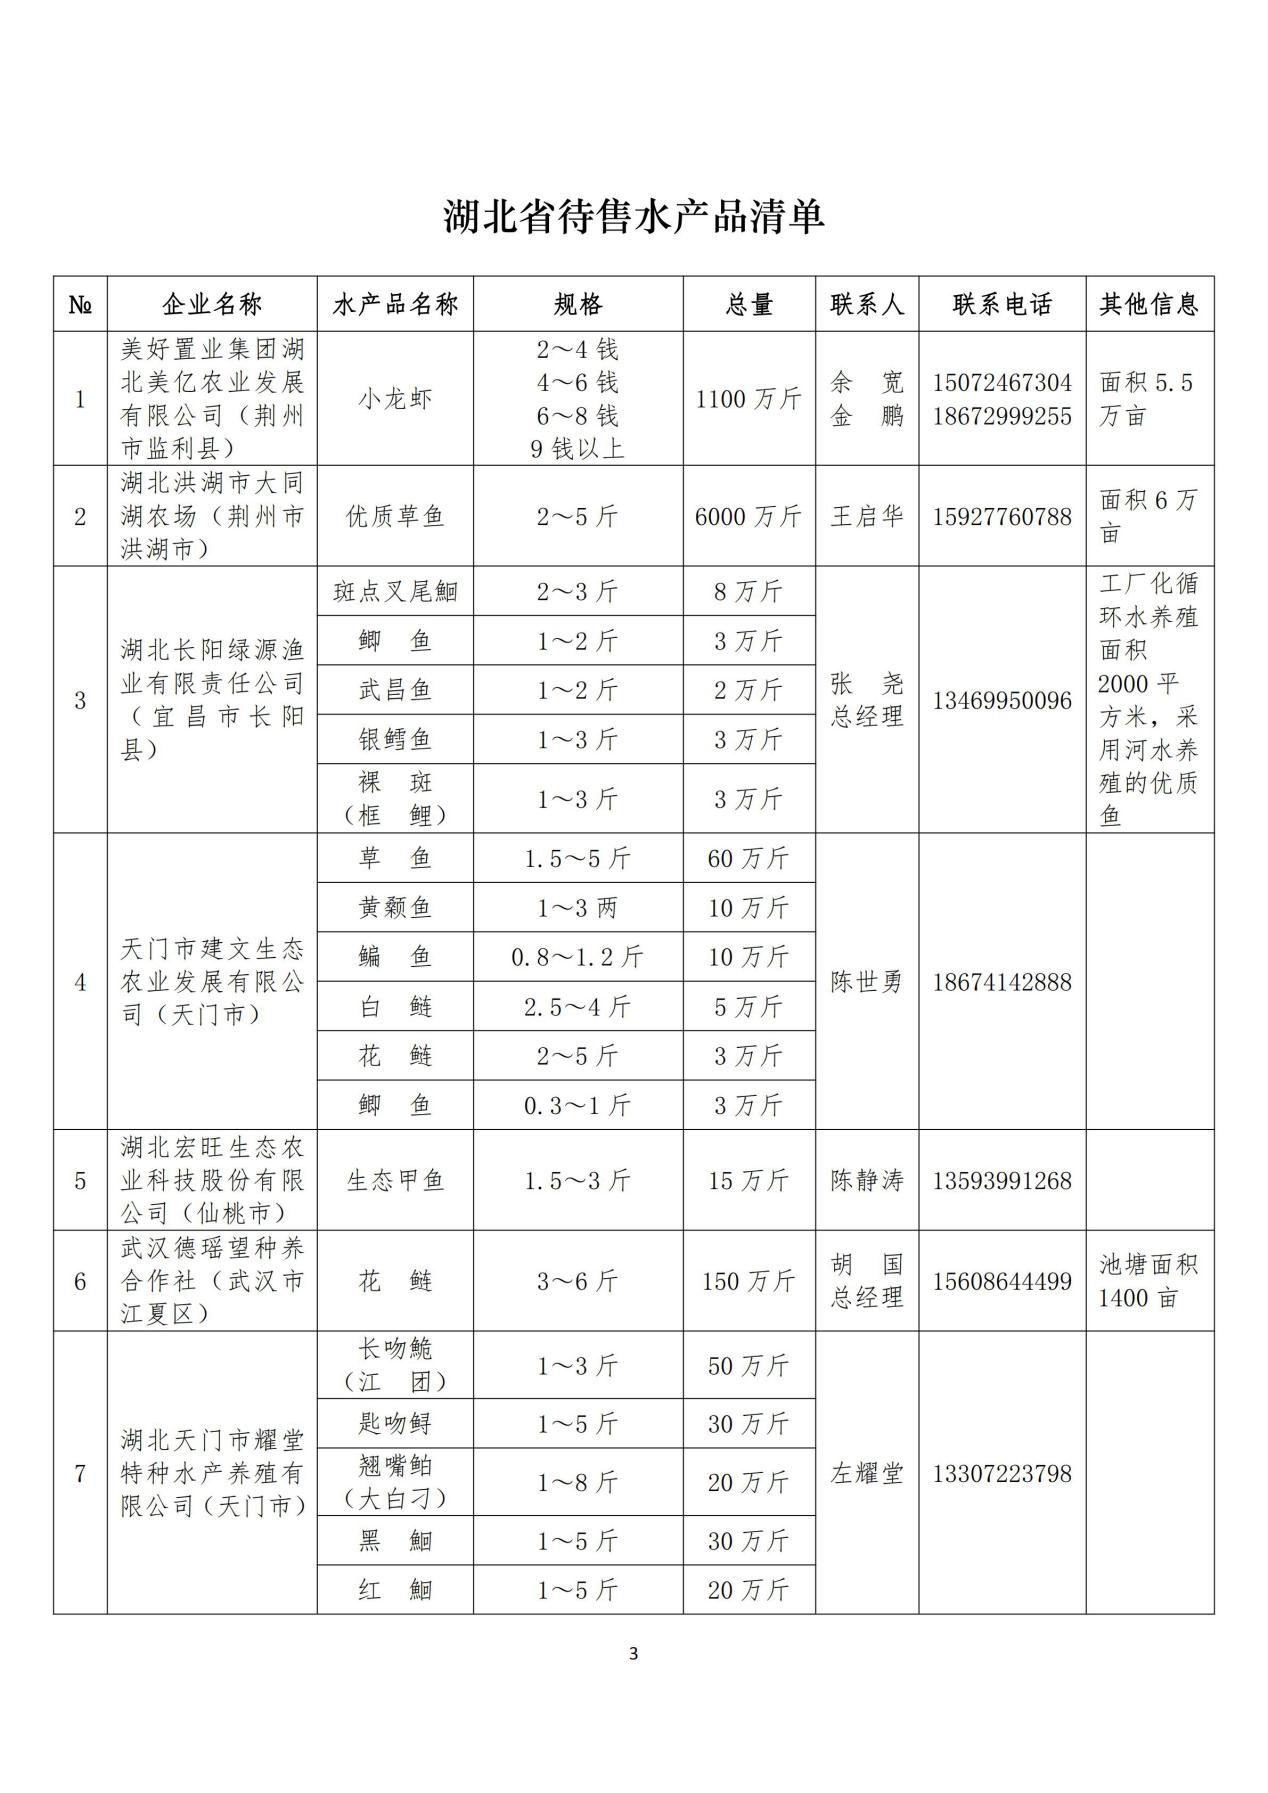 湖北省待售水产品清单
№ 企业名称 水产品名称 规格 总量 联系人 联系电话 其他信息
1
美好置业集团湖
北美亿农业发展
有限公司（荆州
市监利县）
小龙虾
2～4 钱
4～6 钱
6～8 钱
9 钱以上
1100 万斤
余 宽
金 鹏
15072467304
18672999255
面积 5.5
万亩
2
湖北洪湖市大同
湖农场（荆州市
洪湖市）
优质草鱼
2～5 斤
6000 万斤
王启华
15927760788
面积 6 万
亩
3
湖北长阳绿源渔
业有限责任公司
（宜昌市长阳
县）
斑点叉尾鮰 2～3 斤 8 万斤
鲫 鱼 1～2 斤 3 万斤
武昌鱼 1～2 斤 2 万斤
银鳕鱼 1～3 斤 3 万斤
裸 斑
（框 鲤）
1～3 斤 3 万斤
张 尧
总经理
13469950096
工厂化循
环水养殖
面积
2000 平
方米，采
用河水养
殖的优质
鱼
4
天门市建文生态
农业发展有限公
司（天门市）
草 鱼 1.5～5 斤 60 万斤
黄颡鱼 1～3 两 10 万斤
鳊 鱼 0.8～1.2 斤 10 万斤
白 鲢 2.5～4 斤 5 万斤
花 鲢 2～5 斤 3 万斤
鲫 鱼 0.3～1 斤 3 万斤
陈世勇
18674142888
5
湖北宏旺生态农
业科技股份有限
公司（仙桃市）
生态甲鱼
1.5～3 斤
15 万斤
陈静涛
13593991268
6
武汉德瑶望种养
合作社（武汉市
江夏区）
花 鲢
3～6 斤
150 万斤
胡 国
总经理
15608644499
池塘面积
1400 亩
7
湖北天门市耀堂
特种水产养殖有
限公司（天门市）
长吻鮠
（江 团）
1～3 斤 50 万斤
匙吻鲟 1～5 斤 30 万斤
翘嘴鲌
（大白刁）
1～8 斤 20 万斤
黑 鮰 1～5 斤 30 万斤
红 鮰 1～5 斤 20 万斤
左耀堂
13307223798
3